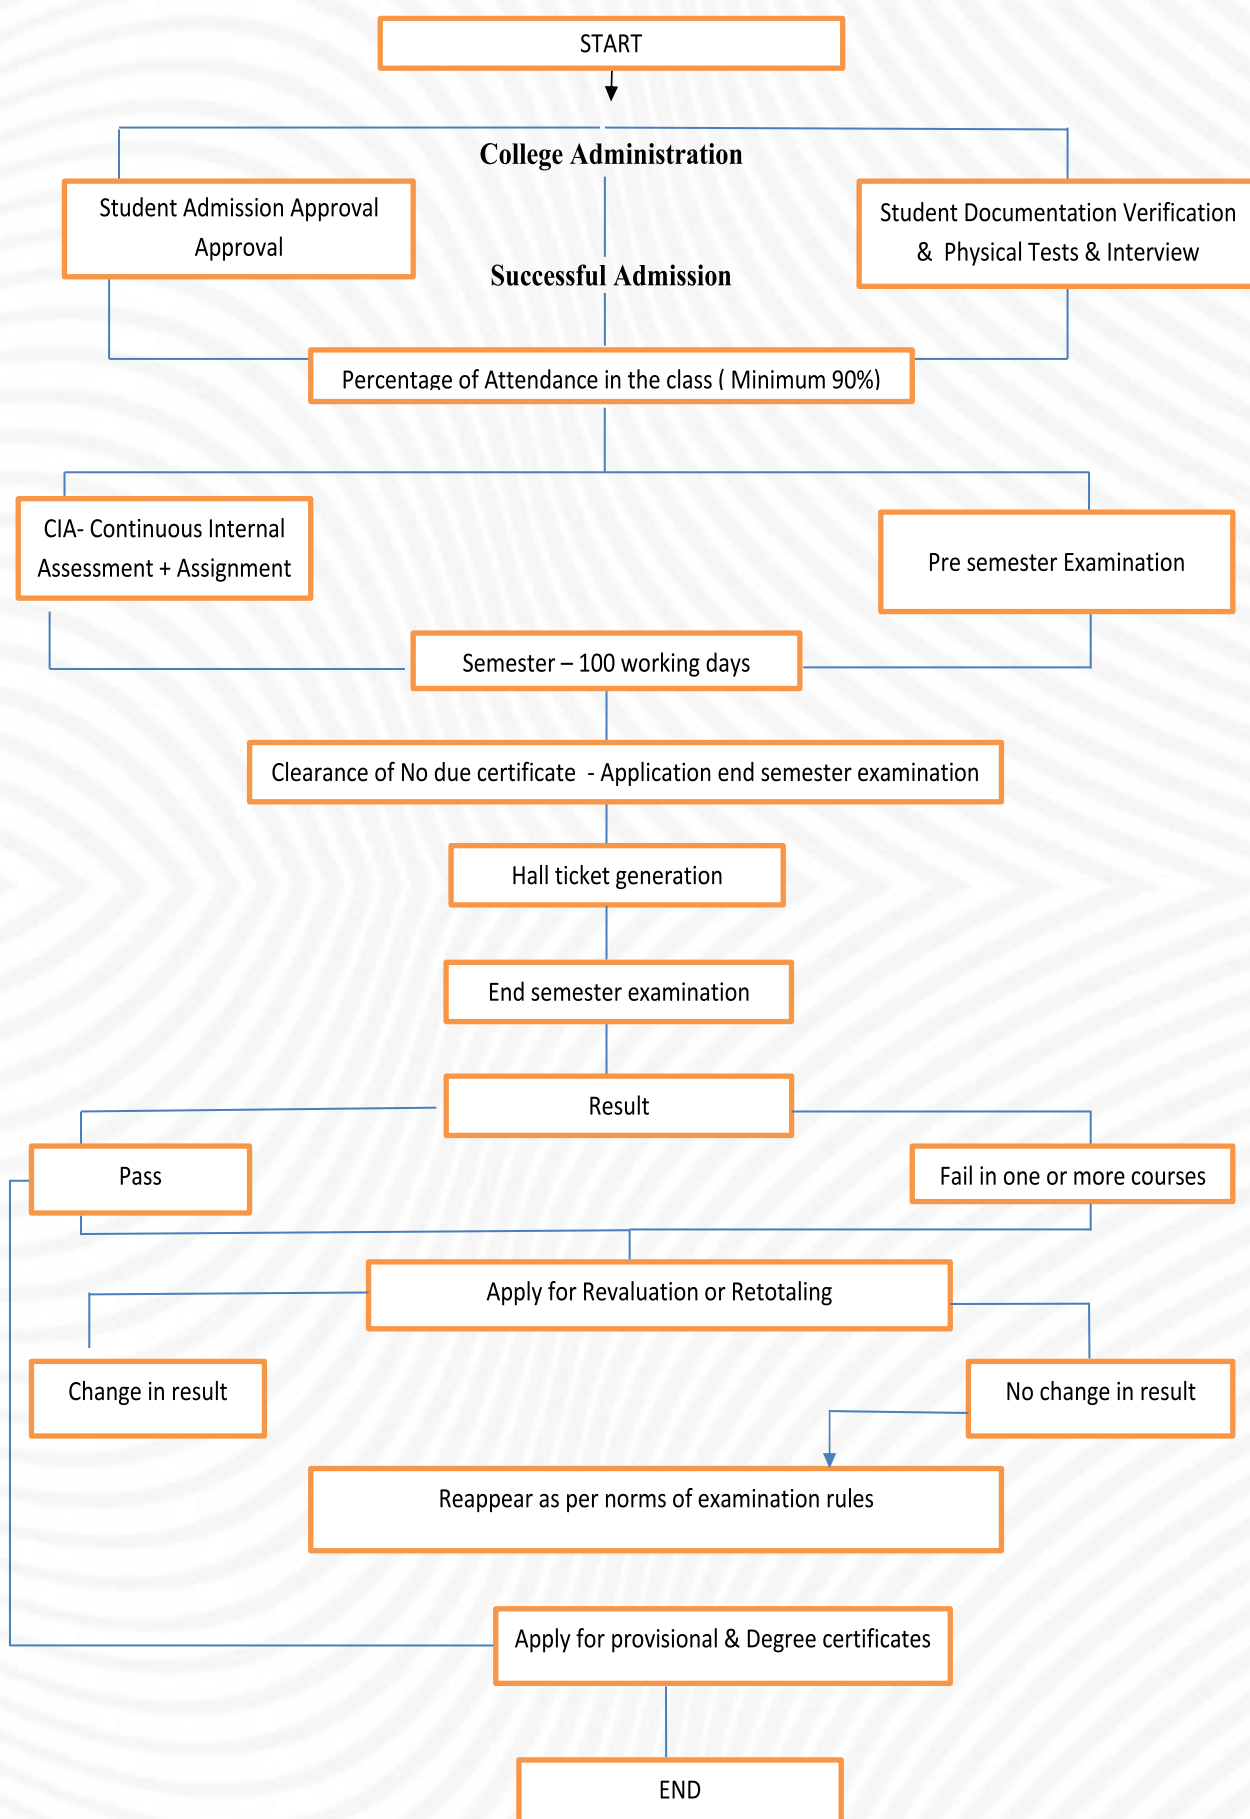 START
College Administration
Student Admission Approval
Approval
Student Documentation Verification
& Physical Tests & Interview
Successful Admission
Percentage of Attendance in the class ( Minimum 90%)
CIA- Continuous Internal
Assessment + Assignment
Pre semester Examination
Semester – 100 working days
Clearance of No due certificate - Application end semester examination
Hall ticket generation
End semester examination
Result
Pass
Fail in one or more courses
Apply for Revaluation or Retotaling
Change in result
No change in result
Reappear as per norms of examination rules
Apply for provisional & Degree certificates
END